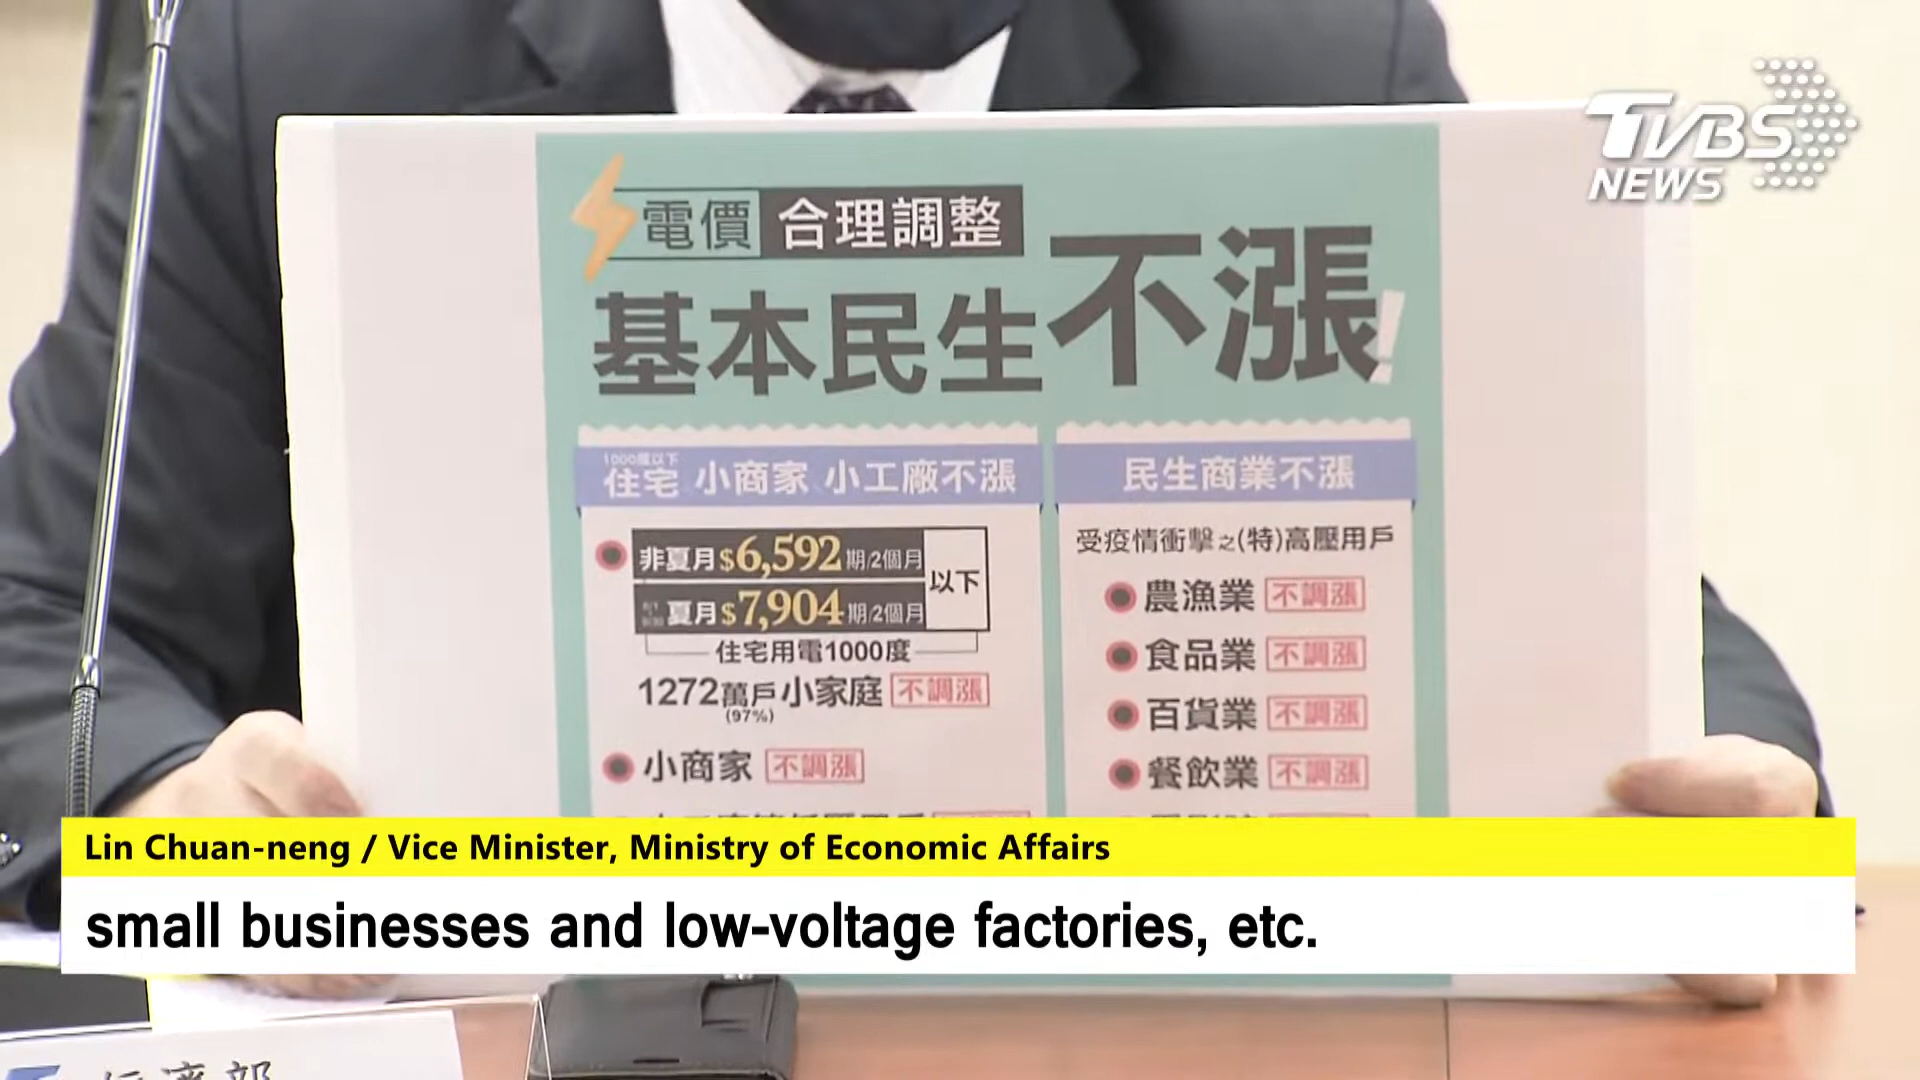 TVBS
NEWS
電價 合理調整
基本民生不漲!
1000度以下
住宅 小商家 小工廠不漲
非夏月$6,592期/2個月
夏月$7,904期/2個月
以下
住宅用電1000度
1272萬戶小家庭 不調漲
(97%)
小商家 不調漲
民生商業不漲
受疫情衝擊之(特)高壓用戶
農漁業 不調漲
食品業 不調漲
百貨業 不調漲
餐飲業 不調漲
Lin Chuan-neng / Vice Minister, Ministry of Economic Affairs
small businesses and low-voltage factories, etc.
經濟部